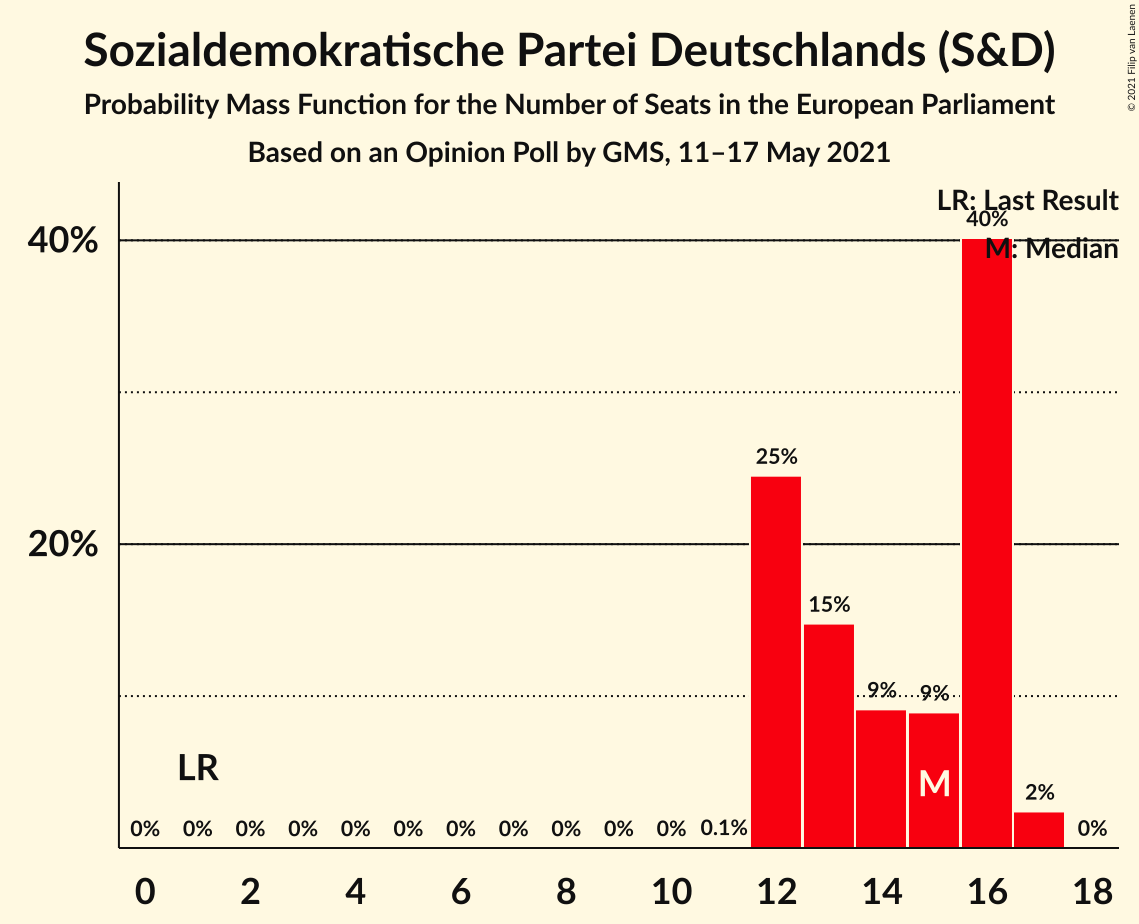 Sozialdemokratische Partei Deutschlands (S&D)
Probability Mass Function for the Number of Seats in the European Parliament
Based on an Opinion Poll by GMS, 11–17 May 2021
© 2021 Filip van Laenen
LR: Last Result
M: Median
40%
20%
40%
25%
15%
9%
9%
2%
LR
M
0% 0% 0% 0% 0% 0% 0% 0% 0% 0% 0% 0.1% 0%
0 2 4 6 8 10 12 14 16 18